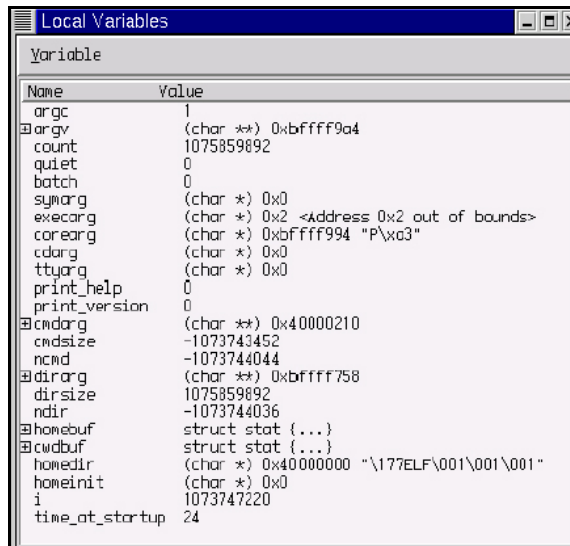 Local Variables
Variable
Name Value
argc 1
argv (char **) 0xbffff9a4
count 1075859892
quiet 0
batch 0
symarg (char *) 0x0
execarg (char *) 0x2 <Address 0x2 out of bounds>
corearg (char *) 0xbffff994 "P\xa3"
cdarg (char *) 0x0
ttyarg (char *) 0x0
print_help 0
print_version 0
cmdarg (char **) 0x40000210
cmdsize -1073743452
ncmd -1073744044
dirarg (char **) 0xbffff758
dirsize 1075859892
ndir -1073744036
homebuf struct stat {...}
cwdbuf struct stat {...}
homedir (char *) 0x40000000 "\177ELF\001\001\001"
homeinit (char *) 0x0
i 1073747220
time_at_startup 24